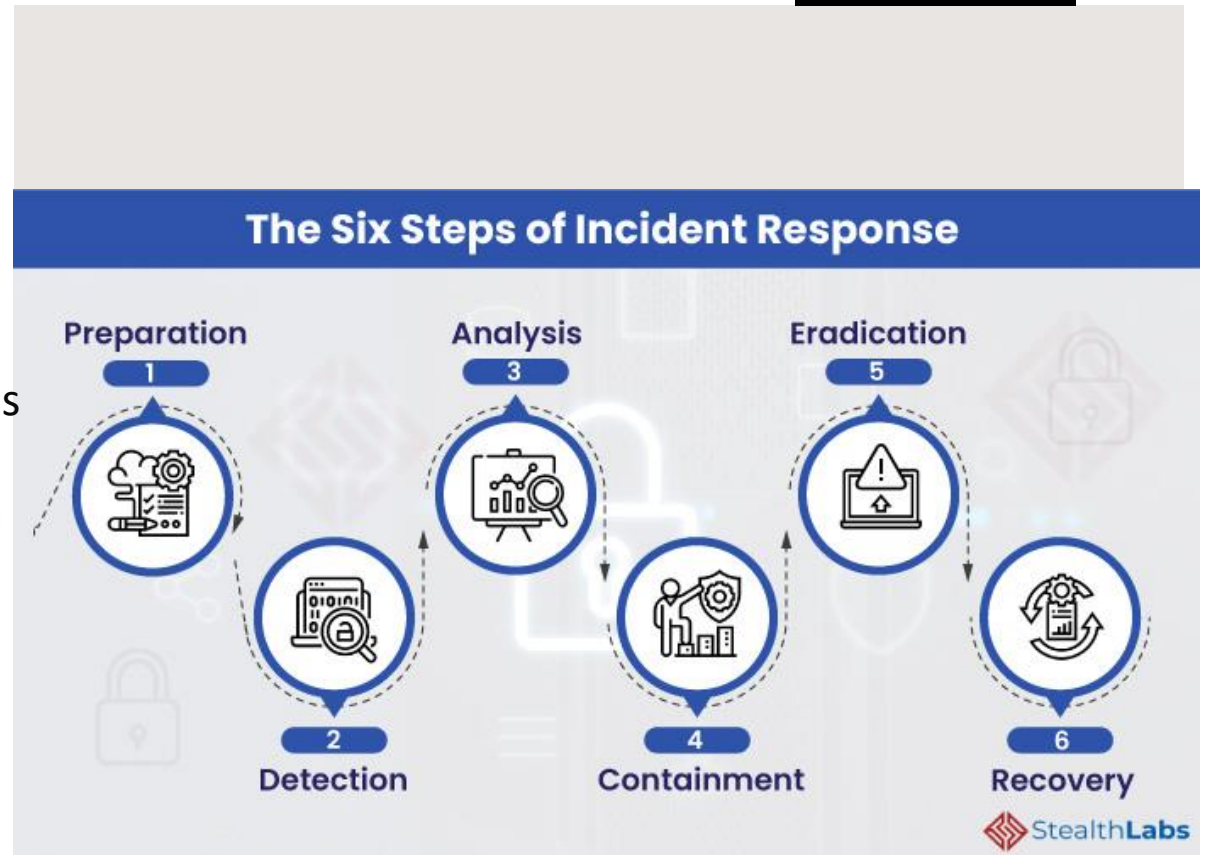 The Six Steps of Incident Response
Preparation Analysis Eradication
1 3 5
s
2 4 6
Detection Containment Recovery
StealthLabs